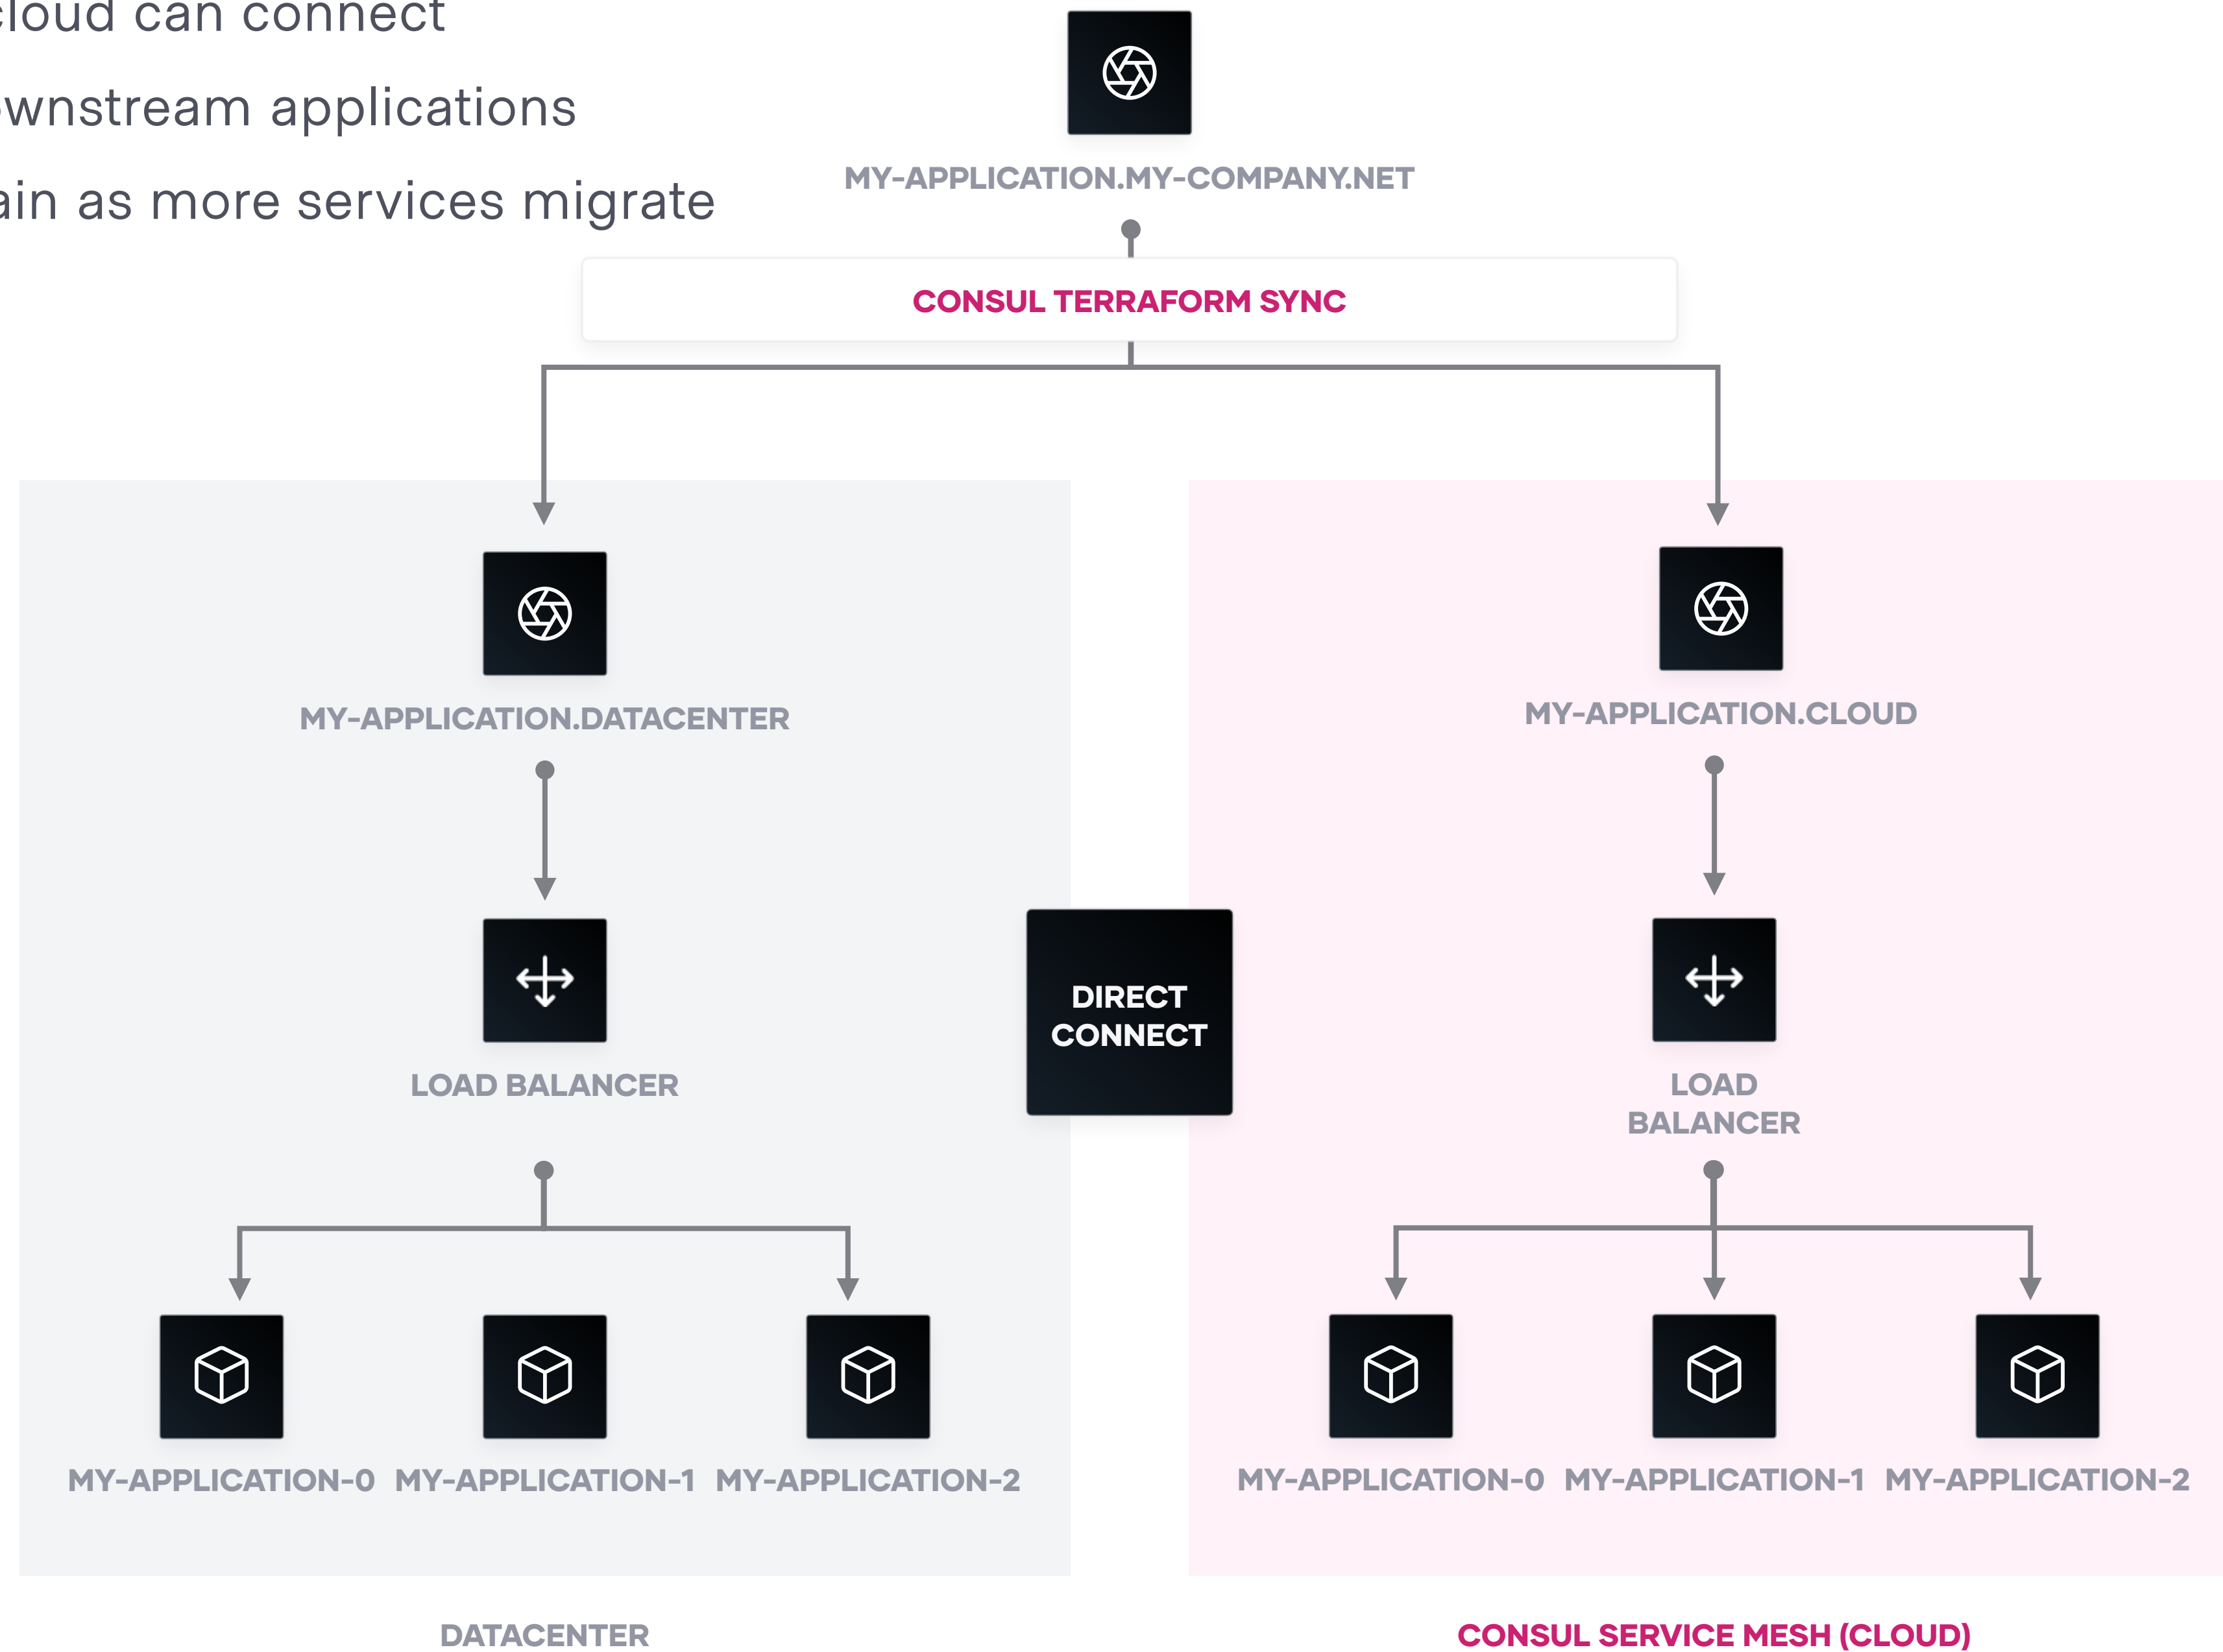 cloud can connect
wnstream applications
ain as more services migrate
MY-APPLICATION.MY-COMPANY.NET
CONSUL TERRAFORM SYNC
MY-APPLICATION.DATACENTER
MY-APPLICATION.CLOUD
DIRECT
CONNECT
LOAD BALANCER
LOAD
BALANCER
MY-APPLICATION-0
MY-APPLICATION-1
MY-APPLICATION-2
MY-APPLICATION-0
MY-APPLICATION-1
MY-APPLICATION-2
DATACENTER
CONSUL SERVICE MESH (CLOUD)